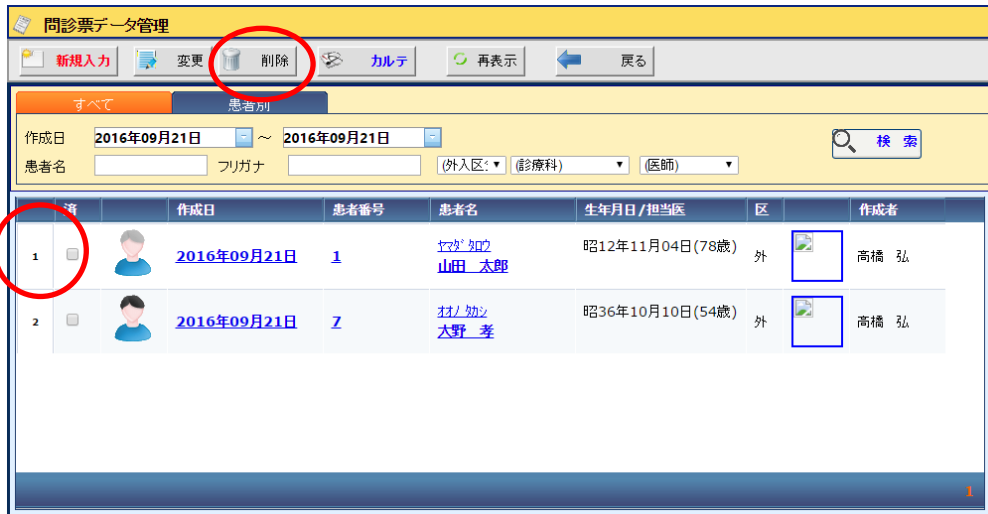 問診票データ管理
新規入力 変更 削除 カルテ 再表示 戻る
すべて 患者別
作成日 2016年09月21日 ～ 2016年09月21日
検 索
患者名 フリガナ (外入区 (診療科) (医師)
済 作成日 患者番号 患者名 生年月日/担当医 区 作成者
1 2016年09月21日 1 ﾔﾏﾀﾞ ﾀﾛｳ 昭12年11月04日(78歳) 外 高橋 弘
山田 太郎
2 2016年09月21日 7 ｵｵﾉ ﾀｶｼ 昭36年10月10日(54歳) 外 高橋 弘
大野 孝
1